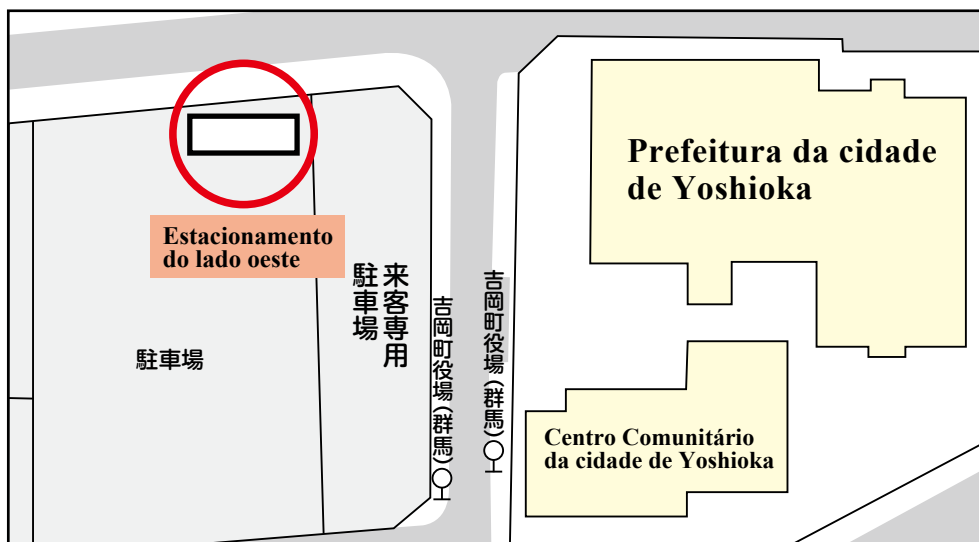 Prefeitura da cidade
de Yoshioka
Estacionamento
do lado oeste
来客専用
駐車場
吉岡町役場(群馬)
吉岡町役場(群馬)
駐車場
Centro Comunitário
da cidade de Yoshioka